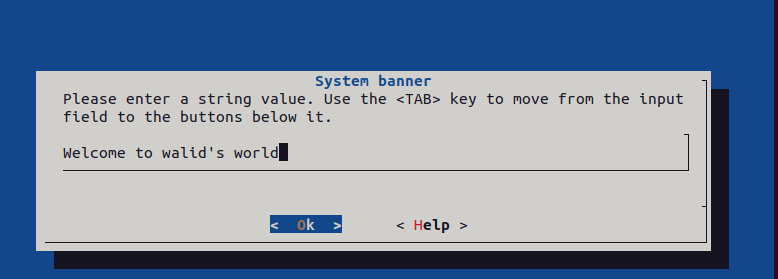 System banner
Please enter a string value. Use the <TAB> key to move from the input
field to the buttons below it.
Welcome to walid's world
<  Ok  > < Help >